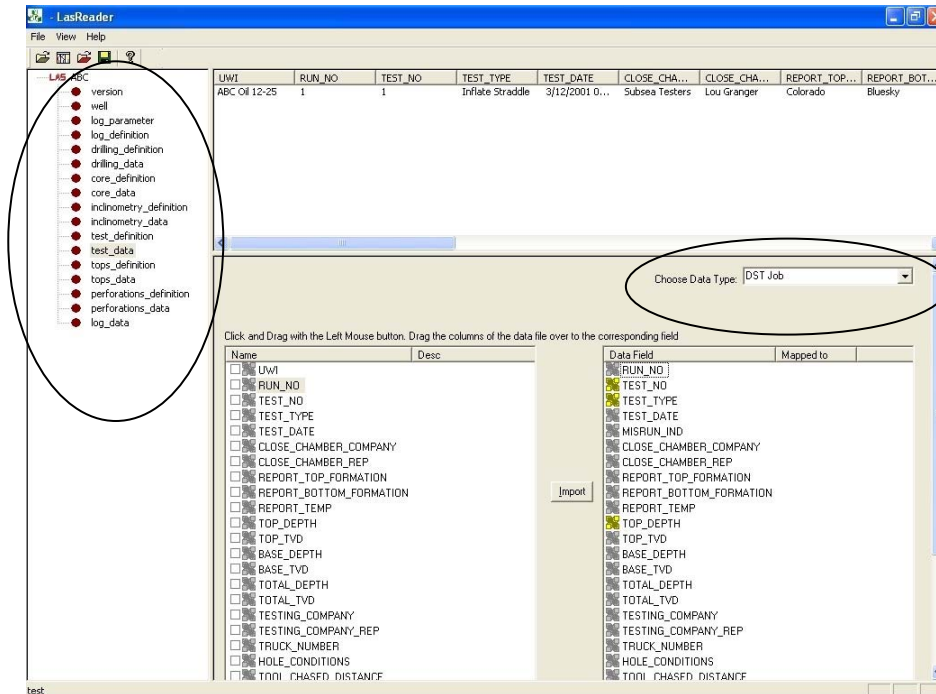 - LasReader
File View Help
LAS_ABC
version
well
log_parameter
log_definition
drilling_definition
drilling_data
core_definition
core_data
inclinometry_definition
inclinometry_data
test_definition
test_data
tops_definition
tops_data
perforations_definition
perforations_data
log_data
UWI RUN_NO TEST_NO TEST_TYPE TEST_DATE CLOSE_CHA... CLOSE_CHA... REPORT_TOP... REPORT_BOT...
ABC Oil 12-25 1 1 Inflate Straddle 3/12/2001 0... Subsea Testers Lou Granger Colorado Bluesky
Choose Data Type: DST Job
Click and Drag with the Left Mouse button. Drag the columns of the data file over to the corresponding field
Name Desc
UWI
RUN_NO
TEST_NO
TEST_TYPE
TEST_DATE
CLOSE_CHAMBER_COMPANY
CLOSE_CHAMBER_REP
REPORT_TOP_FORMATION
REPORT_BOTTOM_FORMATION
REPORT_TEMP
TOP_DEPTH
TOP_TVD
BASE_DEPTH
BASE_TVD
TOTAL_DEPTH
TOTAL_TVD
TESTING_COMPANY
TESTING_COMPANY_REP
TRUCK_NUMBER
HOLE_CONDITIONS
TOOL_CHASED_DISTANCE
Import
Data Field Mapped to
RUN_NO
TEST_NO
TEST_TYPE
TEST_DATE
MISRUN_IND
CLOSE_CHAMBER_COMPANY
CLOSE_CHAMBER_REP
REPORT_TOP_FORMATION
REPORT_BOTTOM_FORMATION
REPORT_TEMP
TOP_DEPTH
TOP_TVD
BASE_DEPTH
BASE_TVD
TOTAL_DEPTH
TOTAL_TVD
TESTING_COMPANY
TESTING_COMPANY_REP
TRUCK_NUMBER
HOLE_CONDITIONS
TOOL_CHASED_DISTANCE
test